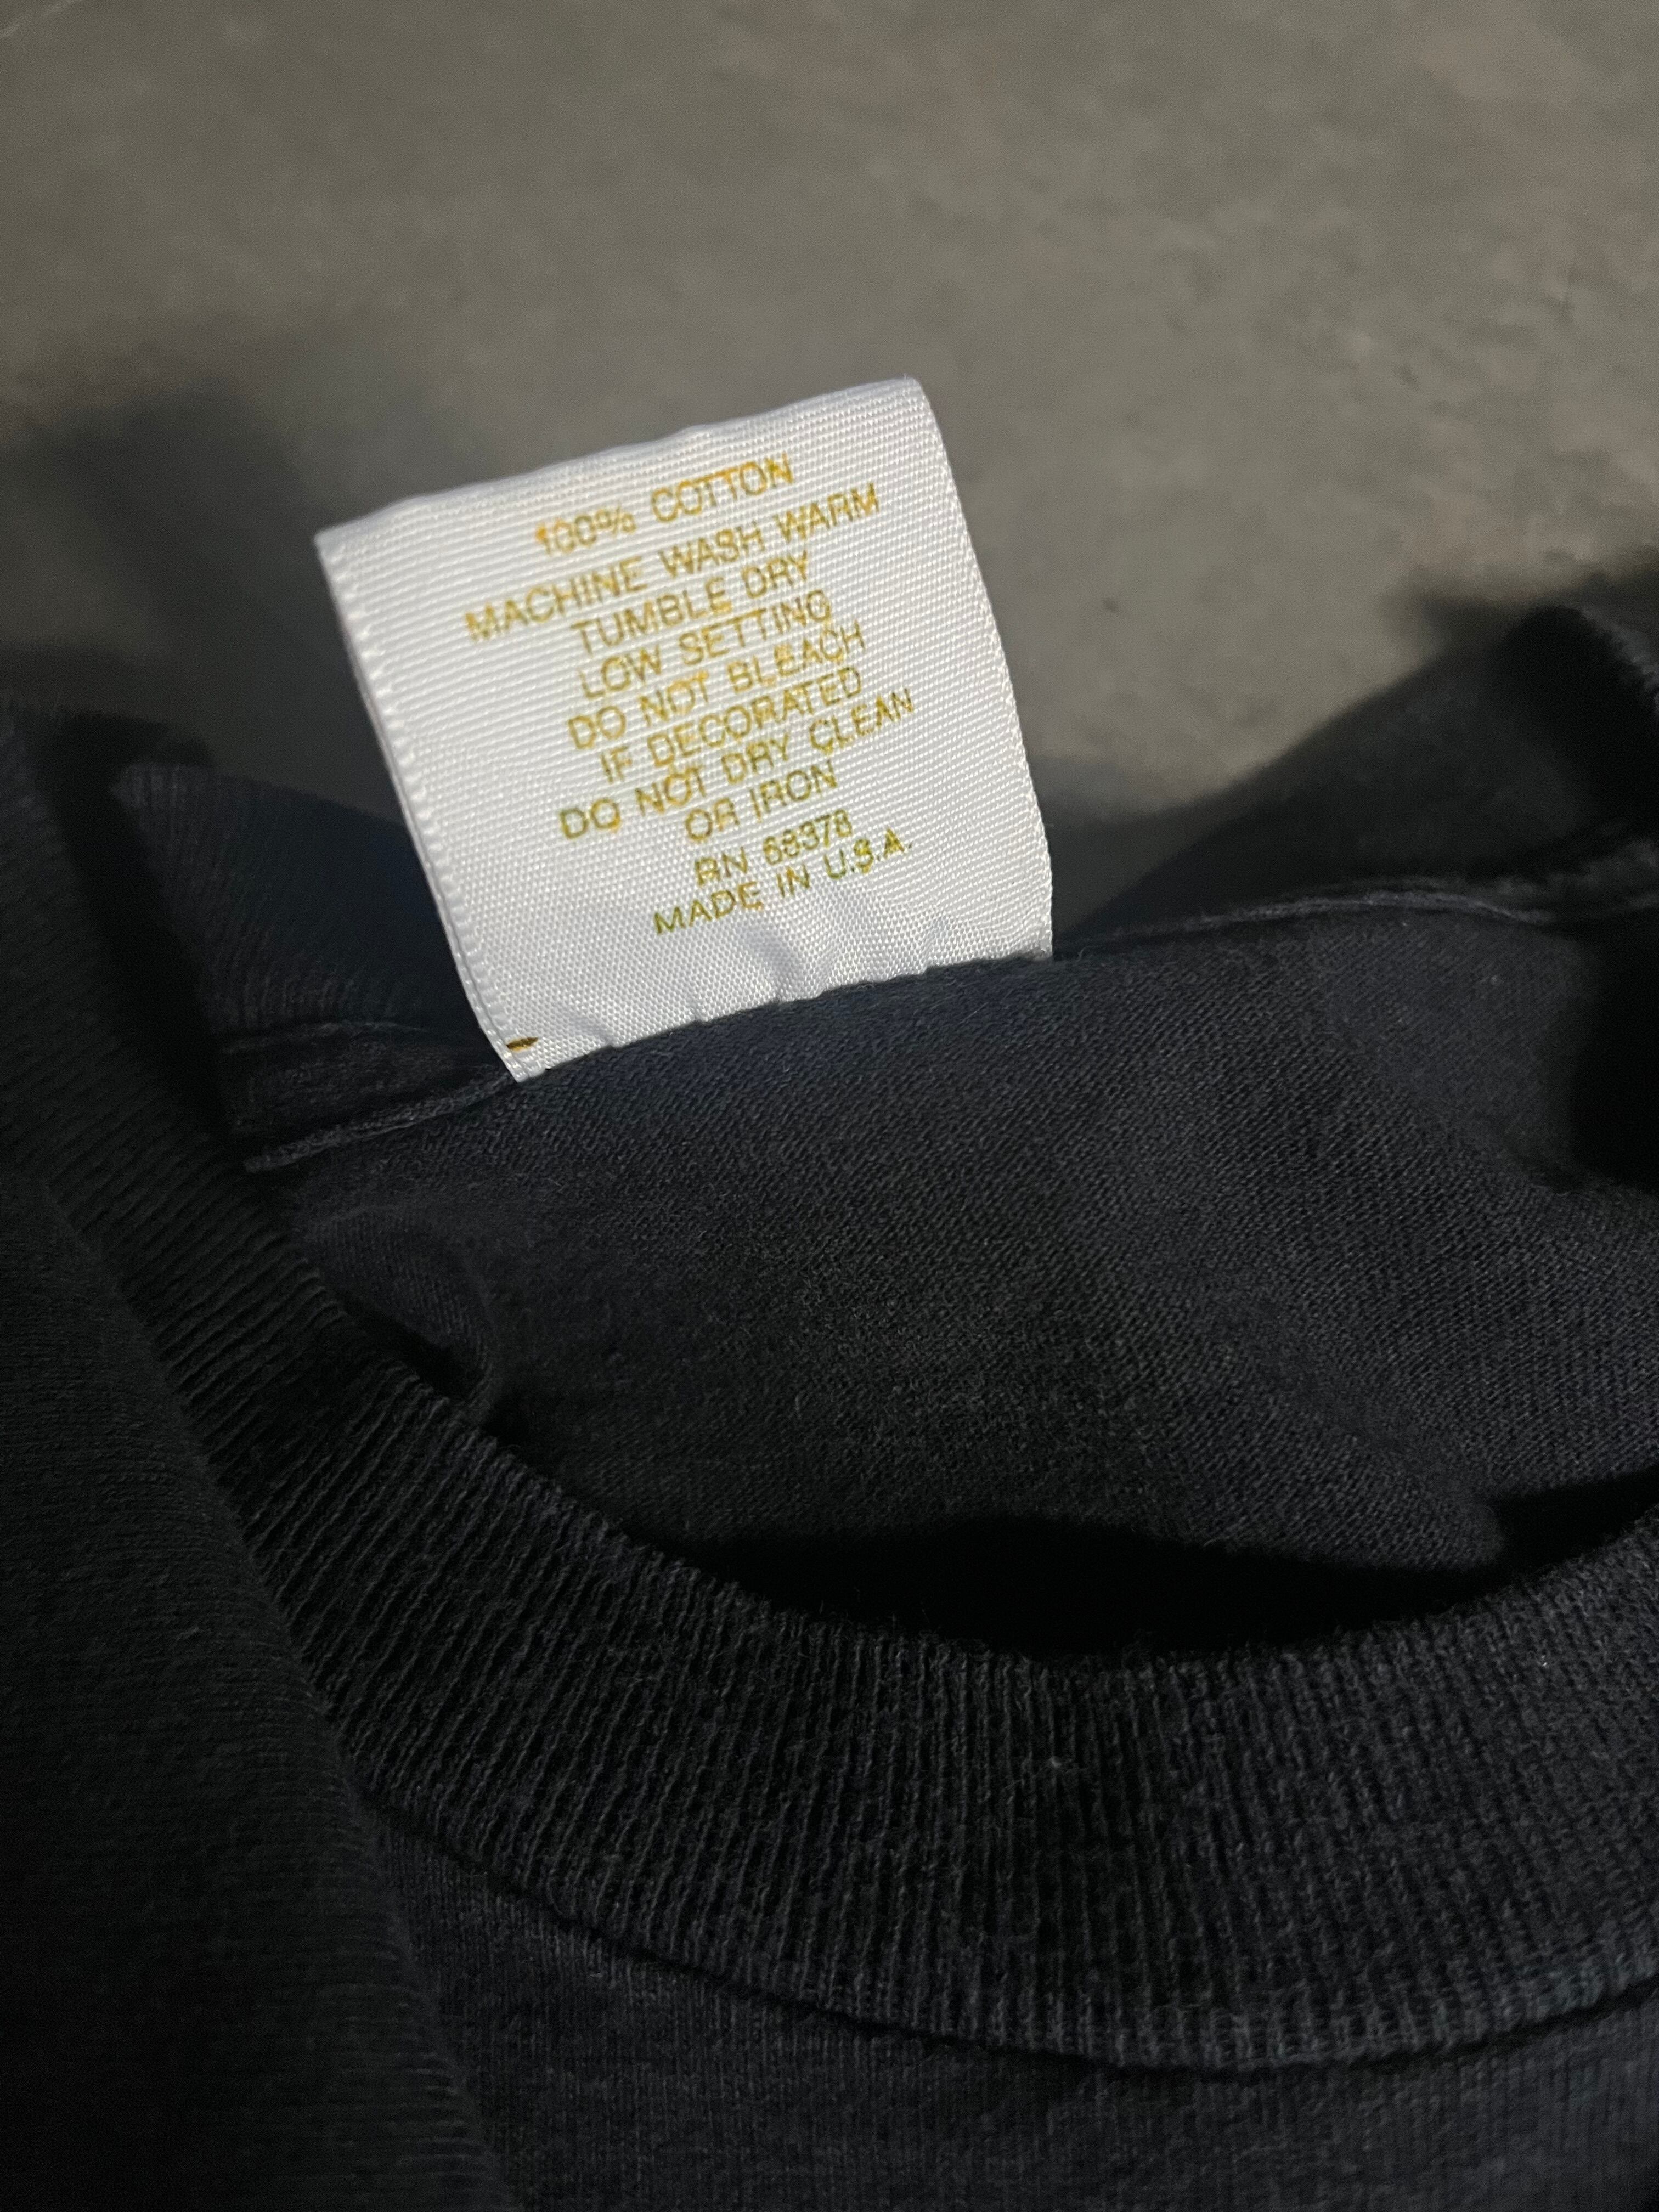 100% COTTON
MACHINE WASH WARM
TUMBLE DRY
LOW SETTING
DO NOT BLEACH
IF DECORATED
DO NOT DRY CLEAN
OR IRON
RN 68378
MADE IN U.S.A.